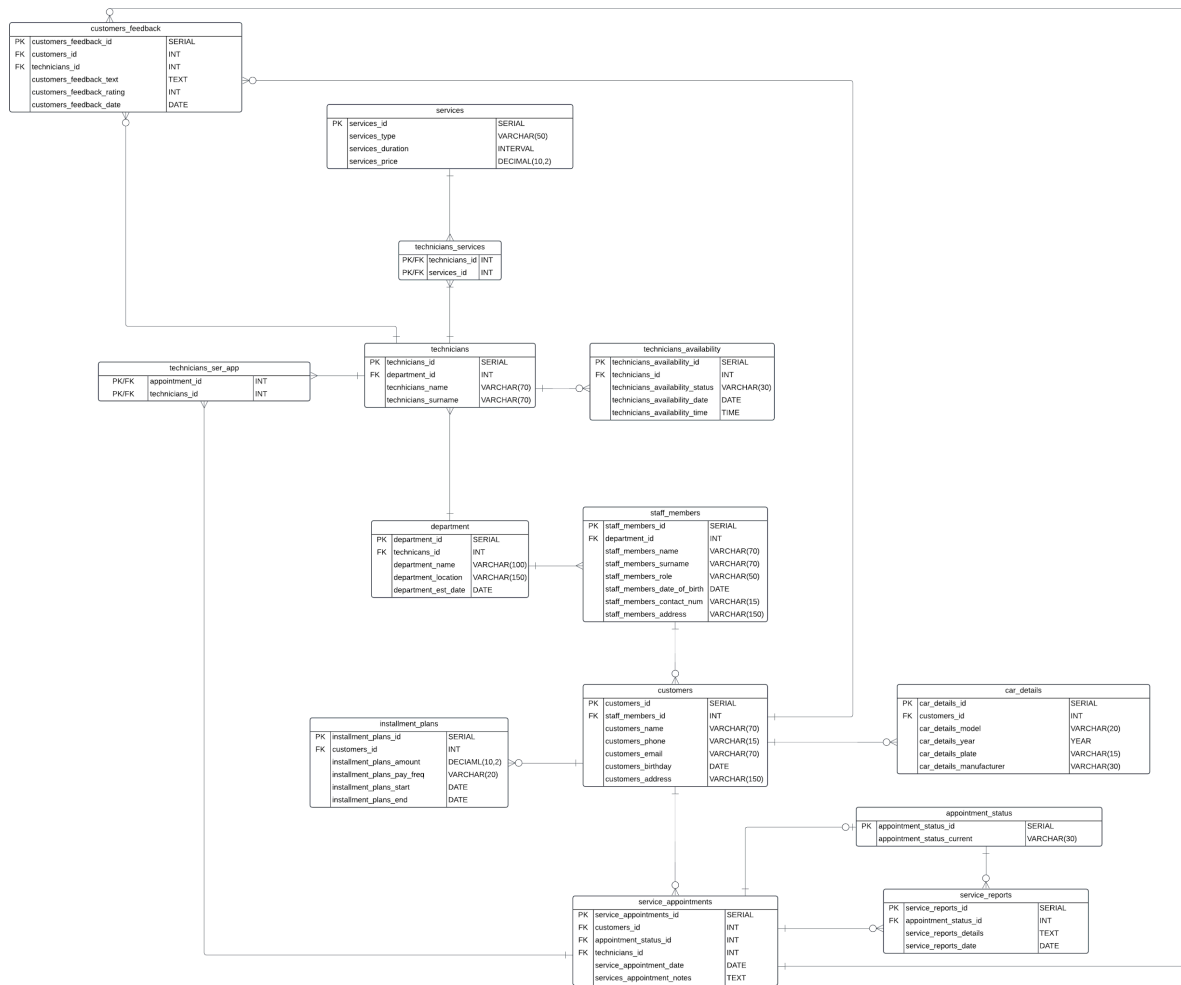 customers_feedback
PK customers_feedback_id SERIAL
FK customers_id INT
FK technicians_id INT
customers_feedback_text TEXT
customers_feedback_rating INT
customers_feedback_date DATE
services
PK services_id SERIAL
services_type VARCHAR(50)
services_duration INTERVAL
services_price DECIMAL(10,2)
technicians_services
PK/FK technicians_id INT
PK/FK services_id INT
technicians
PK technicians_id SERIAL
FK department_id INT
tecnhicians_name VARCHAR(70)
technicians_surname VARCHAR(70)
technicians_availability
PK technicians_availability_id SERIAL
FK technicians_id INT
technicians_availability_status VARCHAR(30)
technicians_availability_date DATE
technicians_availability_time TIME
technicians_ser_app
PK/FK appointment_id INT
PK/FK technicians_id INT
department
PK department_id SERIAL
FK technicans_id INT
department_name VARCHAR(100)
department_location VARCHAR(150)
department_est_date DATE
staff_members
PK staff_members_id SERIAL
FK department_id INT
staff_members_name VARCHAR(70)
staff_members_surname VARCHAR(70)
staff_members_role VARCHAR(50)
staff_members_date_of_birth DATE
staff_members_contact_num VARCHAR(15)
staff_members_address VARCHAR(150)
customers
PK customers_id SERIAL
FK staff_members_id INT
customers_name VARCHAR(70)
customers_phone VARCHAR(15)
customers_email VARCHAR(70)
customers_birthday DATE
customers_address VARCHAR(150)
car_details
PK car_details_id SERIAL
FK customers_id INT
car_details_model VARCHAR(20)
car_details_year YEAR
car_details_plate VARCHAR(15)
car_details_manufacturer VARCHAR(30)
installment_plans
PK installment_plans_id SERIAL
FK customers_id INT
installment_plans_amount DECIAML(10,2)
installment_plans_pay_freq VARCHAR(20)
installment_plans_start DATE
installment_plans_end DATE
appointment_status
PK appointment_status_id SERIAL
appointment_status_current VARCHAR(30)
service_appointments
PK service_appointments_id SERIAL
FK customers_id INT
FK appointment_status_id INT
FK technicians_id INT
service_appointment_date DATE
services_appointment_notes TEXT
service_reports
PK service_reports_id SERIAL
FK appointment_status_id INT
service_reports_details TEXT
service_reports_date DATE